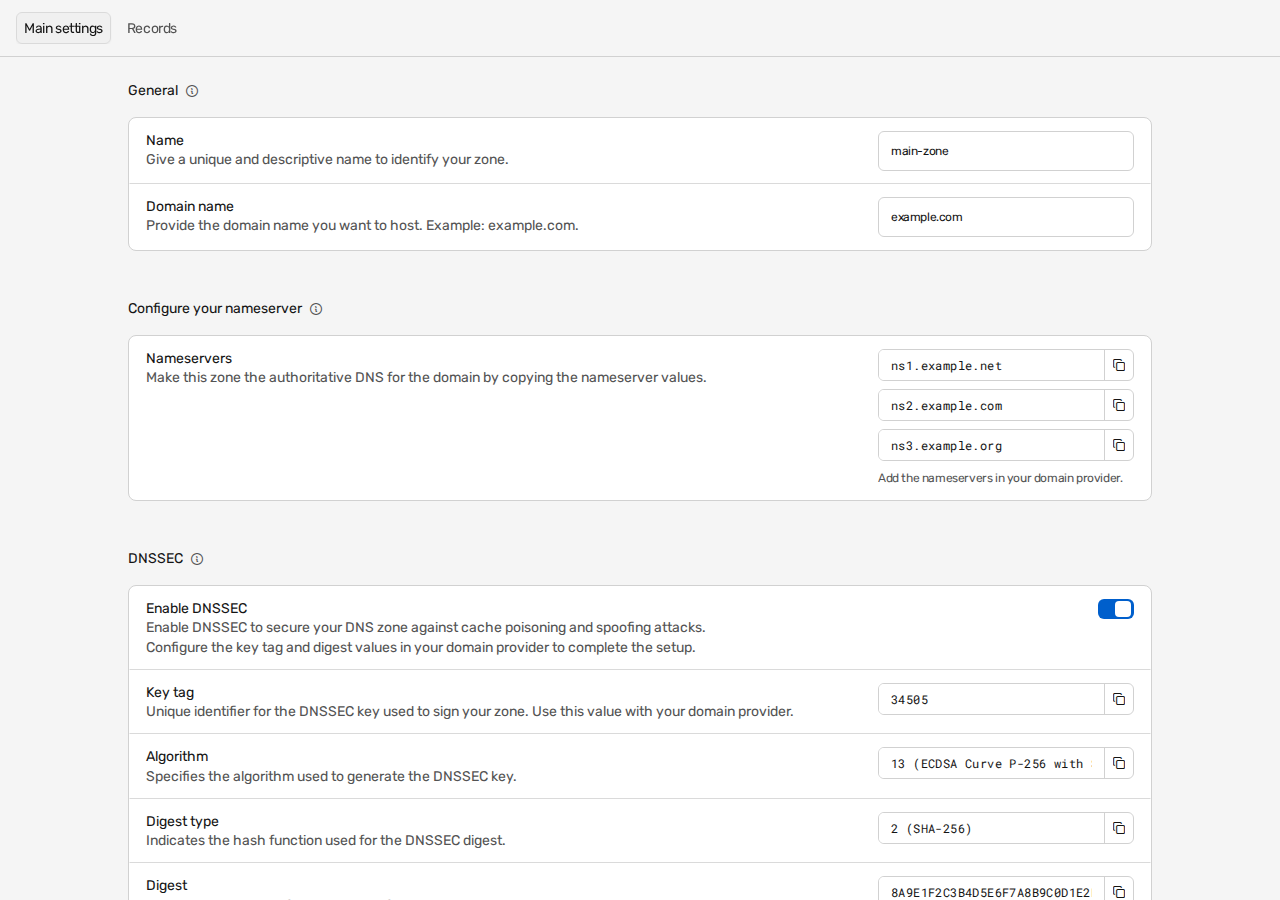 Main settings
Records
General
Name
Give a unique and descriptive name to identify your zone.
main-zone
Domain name
Provide the domain name you want to host. Example: example.com.
example.com
Configure your nameserver
Nameservers
Make this zone the authoritative DNS for the domain by copying the nameserver values.
ns1.example.net
ns2.example.com
ns3.example.org
Add the nameservers in your domain provider.
DNSSEC
Enable DNSSEC
Enable DNSSEC to secure your DNS zone against cache poisoning and spoofing attacks.
Configure the key tag and digest values in your domain provider to complete the setup.
Key tag
Unique identifier for the DNSSEC key used to sign your zone. Use this value with your domain provider.
34505
Algorithm
Specifies the algorithm used to generate the DNSSEC key.
13 (ECDSA Curve P-256 with
Digest type
Indicates the hash function used for the DNSSEC digest.
2 (SHA-256)
Digest
8A9E1F2C3B4D5E6F7A8B9C0D1E2